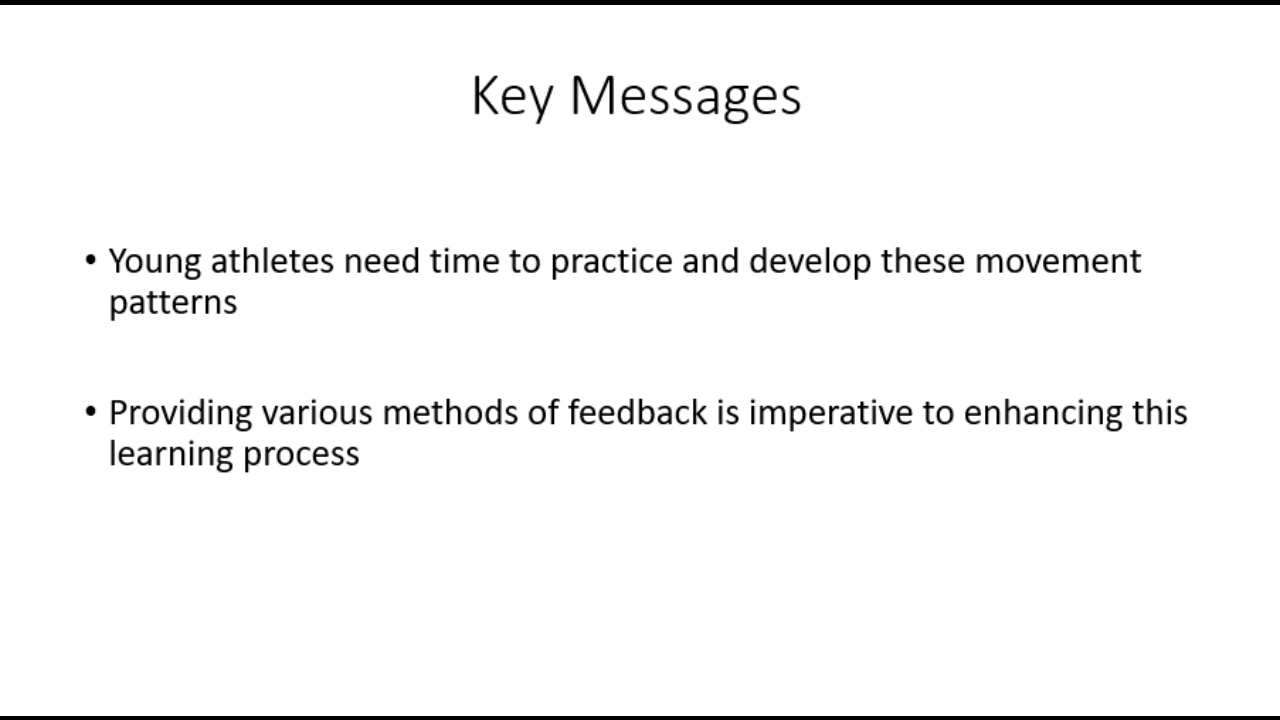 Key Messages
• Young athletes need time to practice and develop these movement
patterns
• Providing various methods of feedback is imperative to enhancing this
learning process